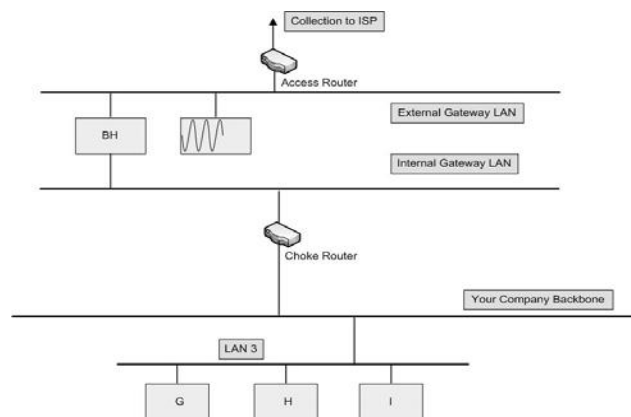 Collection to ISP
Access Router
External Gateway LAN
BH
Internal Gateway LAN
Choke Router
Your Company Backbone
LAN 3
G
H
I